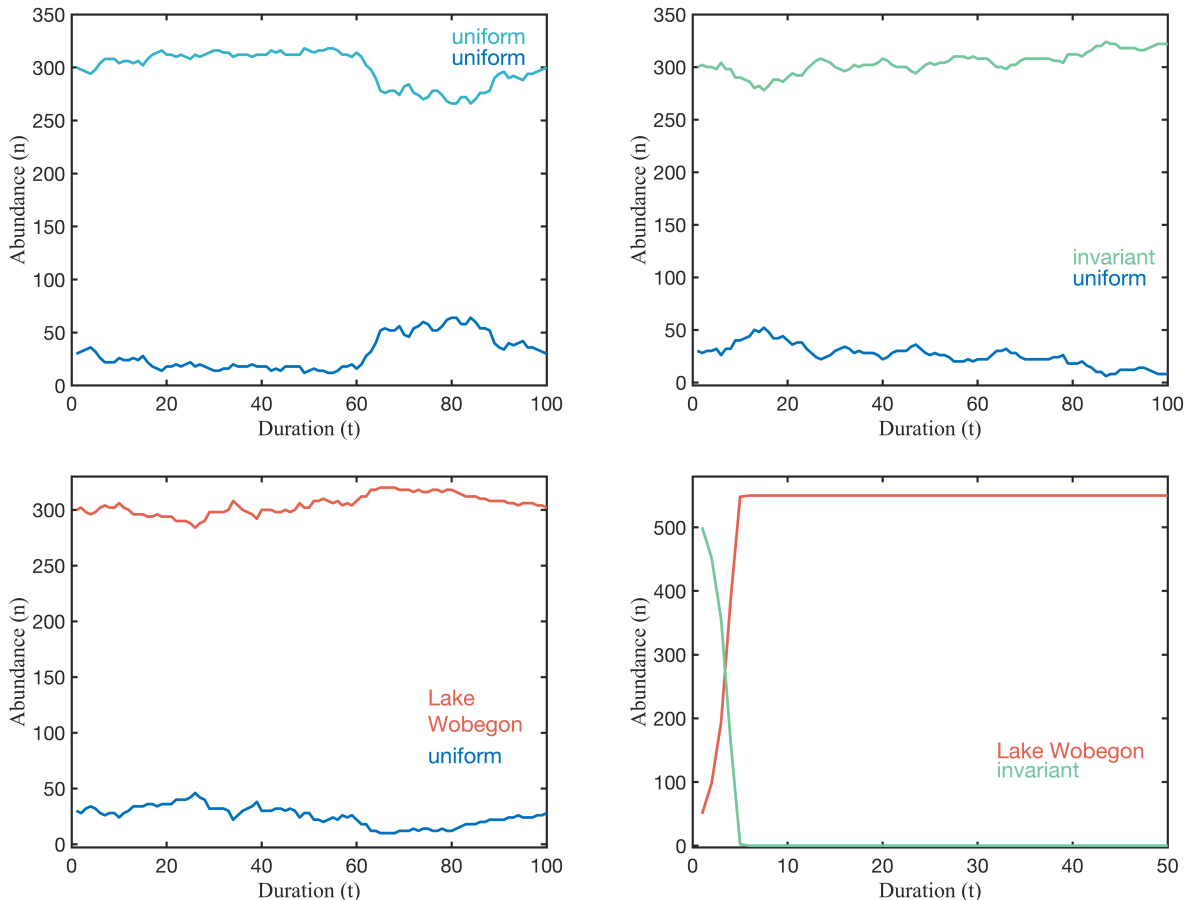 350
300
250
200
150
100
50
0
Abundance (n)
uniform
uniform
0 20 40 60 80 100
Duration (t)
350
300
250
200
150
100
50
0
Abundance (n)
invariant
uniform
0 20 40 60 80 100
Duration (t)
300
250
200
150
100
50
0
Abundance (n)
Lake
Wobegon
uniform
0 20 40 60 80 100
Duration (t)
500
400
300
200
100
0
Abundance (n)
Lake Wobegon
invariant
0 10 20 30 40 50
Duration (t)